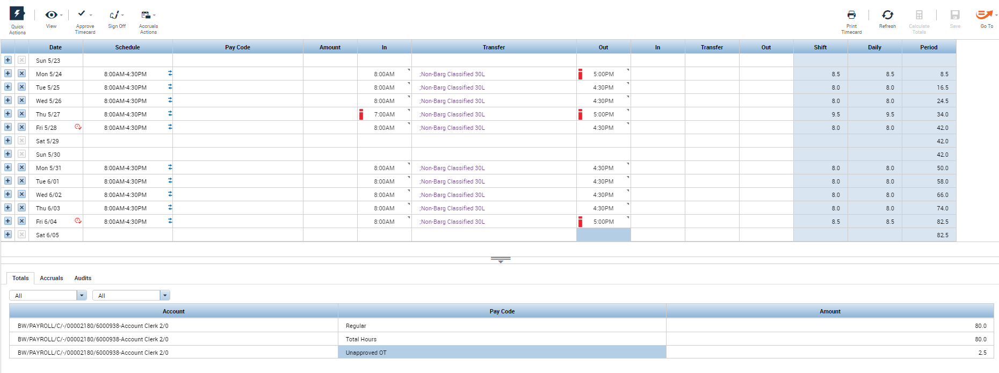 Quick Actions View Approve Timecard Sign Off Accruals Actions Print Timecard Refresh Calculate Totals Save Go To
Date Schedule Pay Code Amount In Transfer Out In Transfer Out Shift Daily Period
Sun 5/23
Mon 5/24 8:00AM-4:30PM 8:00AM ;Non-Barg Classified 30L 5:00PM 8.5 8.5 8.5
Tue 5/25 8:00AM-4:30PM 8:00AM ;Non-Barg Classified 30L 4:30PM 8.0 8.0 16.5
Wed 5/26 8:00AM-4:30PM 8:00AM ;Non-Barg Classified 30L 4:30PM 8.0 8.0 24.5
Thu 5/27 8:00AM-4:30PM 7:00AM ;Non-Barg Classified 30L 5:00PM 9.5 9.5 34.0
Fri 5/28 8:00AM-4:30PM 8:00AM ;Non-Barg Classified 30L 4:30PM 8.0 8.0 42.0
Sat 5/29 42.0
Sun 5/30 42.0
Mon 5/31 8:00AM-4:30PM 8:00AM ;Non-Barg Classified 30L 4:30PM 8.0 8.0 50.0
Tue 6/01 8:00AM-4:30PM 8:00AM ;Non-Barg Classified 30L 4:30PM 8.0 8.0 58.0
Wed 6/02 8:00AM-4:30PM 8:00AM ;Non-Barg Classified 30L 4:30PM 8.0 8.0 66.0
Thu 6/03 8:00AM-4:30PM 8:00AM ;Non-Barg Classified 30L 4:30PM 8.0 8.0 74.0
Fri 6/04 8:00AM-4:30PM 8:00AM ;Non-Barg Classified 30L 5:00PM 8.5 8.5 82.5
Sat 6/05 82.5
Totals Accruals Audits
All All
Account Pay Code Amount
BW/PAYROLL/C/-/00002180/6000938-Account Clerk 2/0 Regular 80.0
BW/PAYROLL/C/-/00002180/6000938-Account Clerk 2/0 Total Hours 80.0
BW/PAYROLL/C/-/00002180/6000938-Account Clerk 2/0 Unapproved OT 2.5